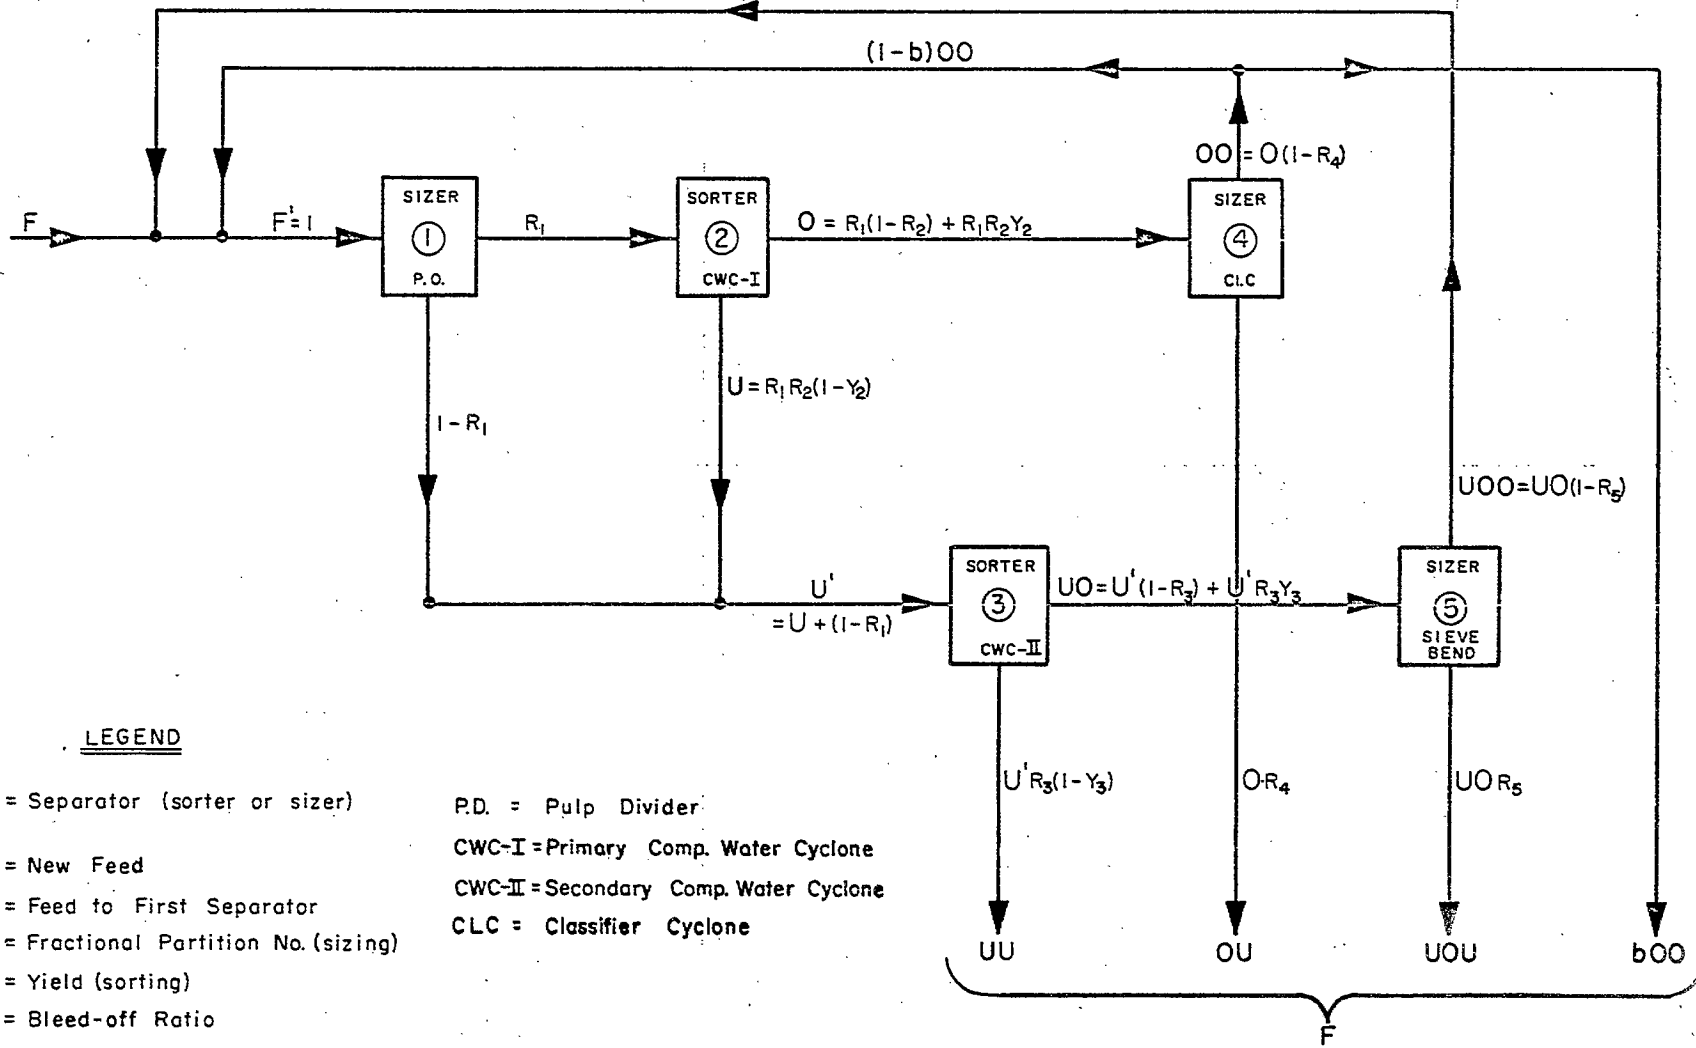 (1-b)OO
OO = O(1-R₄)
F
F' = 1
SIZER
1
P.O.
R₁
SORTER
2
CWC-I
O = R₁(1-R₂) + R₁R₂Y₂
SIZER
4
CLC
U = R₁R₂(1-Y₂)
1-R₁
UOO=UO(1-R₅)
U'
= U + (1-R₁)
SORTER
3
CWC-II
UO = U'(1-R₃) + U'R₃Y₃
SIZER
5
SIEVE
BEND
LEGEND
= Separator (sorter or sizer)
= New Feed
= Feed to First Separator
= Fractional Partition No. (sizing)
= Yield (sorting)
= Bleed-off Ratio
P.D. = Pulp Divider
CWC-I = Primary Comp. Water Cyclone
CWC-II = Secondary Comp. Water Cyclone
CLC = Classifier Cyclone
U'R₃(1-Y₃)
O·R₄
UOR₅
UU
OU
UOU
bOO
F